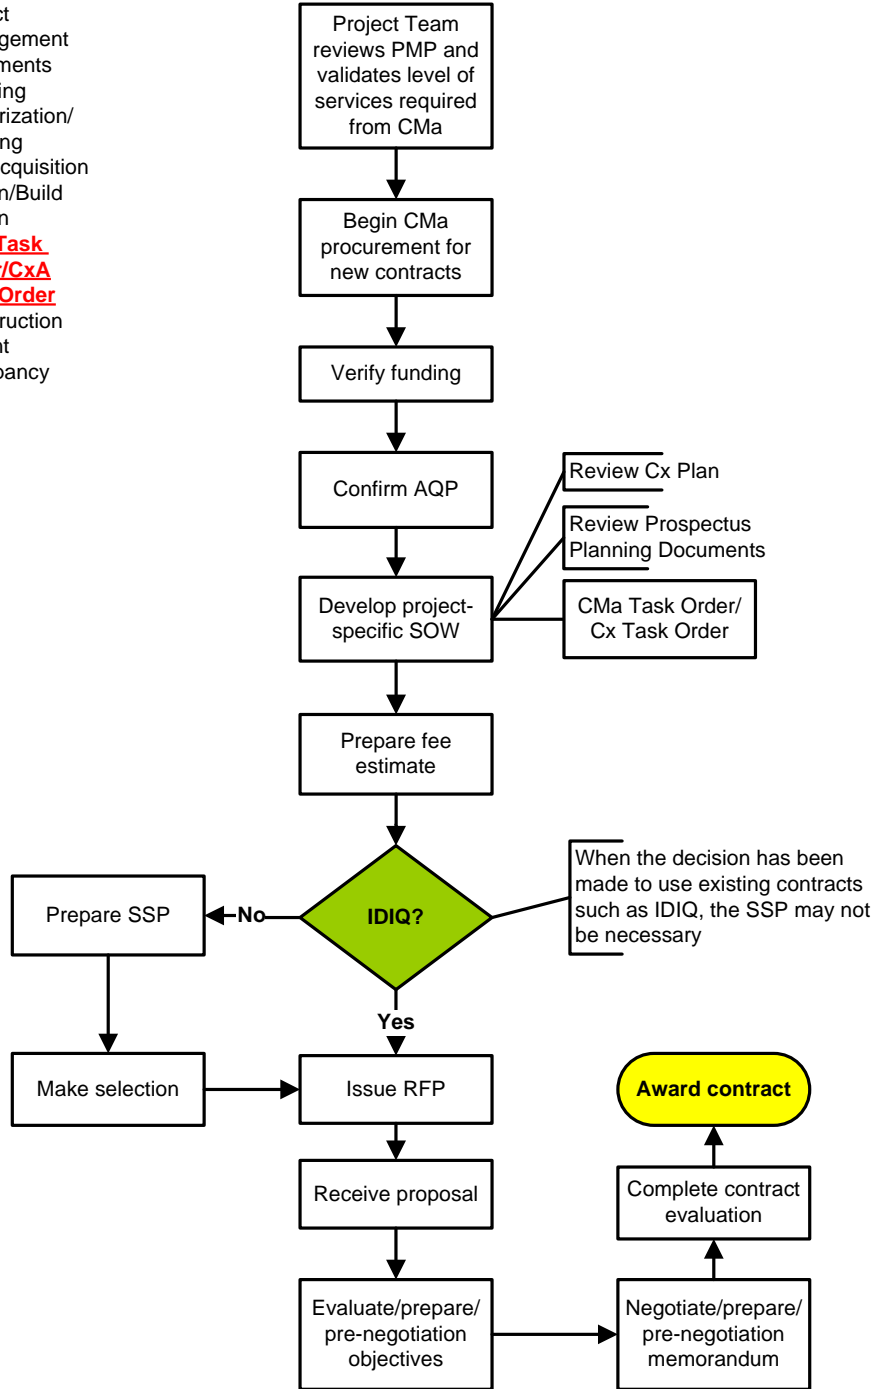 ct
gement
ments
ing
rization/
ng
cquisition
n/Build
n
Task
r/CxA
Order
ruction
nt
pancy
Project Team
reviews PMP and
validates level of
services required
from CMa
Begin CMa
procurement for
new contracts
Verify funding
Confirm AQP
Develop project-
specific SOW
Review Cx Plan
Review Prospectus
Planning Documents
CMa Task Order/
Cx Task Order
Prepare fee
estimate
IDIQ?
When the decision has been
made to use existing contracts
such as IDIQ, the SSP may not
be necessary
No
Prepare SSP
Yes
Make selection
Issue RFP
Receive proposal
Evaluate/prepare/
pre-negotiation
objectives
Negotiate/prepare/
pre-negotiation
memorandum
Complete contract
evaluation
Award contract